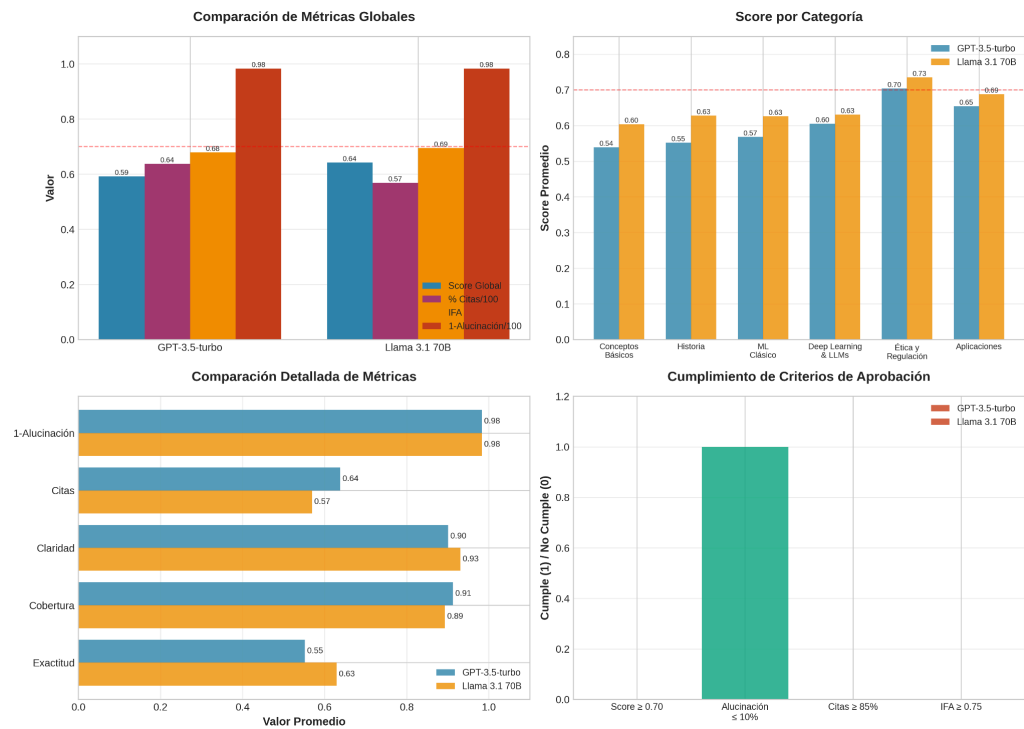 Comparación de Métricas Globales
Valor
1.0
0.8
0.6
0.4
0.2
0.0
0.59
0.64
0.68
0.98
0.64
0.57
0.69
0.98
Score Global
% Citas/100
IFA
1-Alucinación/100
GPT-3.5-turbo
Llama 3.1 70B
Score por Categoría
Score Promedio
0.8
0.7
0.6
0.5
0.4
0.3
0.2
0.1
0.0
GPT-3.5-turbo
Llama 3.1 70B
0.54
0.60
0.55
0.63
0.57
0.63
0.60
0.63
0.70
0.73
0.65
0.69
Conceptos
Básicos
Historia
ML
Clásico
Deep Learning
& LLMs
Ética y
Regulación
Aplicaciones
Comparación Detallada de Métricas
1-Alucinación
0.98
0.98
Citas
0.64
0.57
Claridad
0.90
0.93
Cobertura
0.91
0.89
Exactitud
0.55
0.63
GPT-3.5-turbo
Llama 3.1 70B
0.0
0.2
0.4
0.6
0.8
1.0
Valor Promedio
Cumplimiento de Criterios de Aprobación
Cumple (1) / No Cumple (0)
1.2
1.0
0.8
0.6
0.4
0.2
0.0
GPT-3.5-turbo
Llama 3.1 70B
Score ≥ 0.70
Alucinación
≤ 10%
Citas ≥ 85%
IFA ≥ 0.75